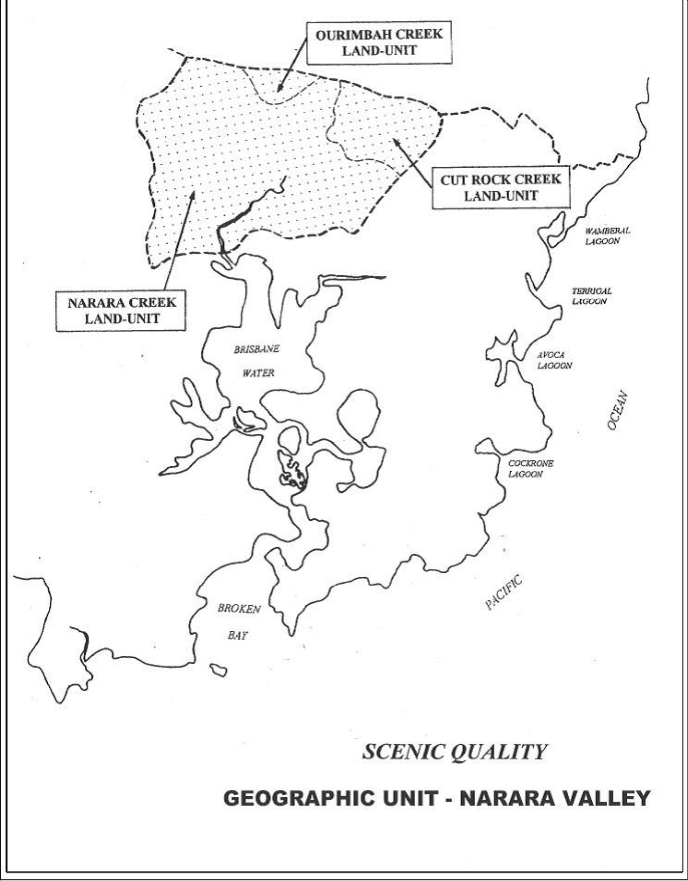 OURIMBAH CREEK
LAND-UNIT
CUT ROCK CREEK
LAND-UNIT
WAMBERAL
LAGOON
NARARA CREEK
LAND-UNIT
TERRIGAL
LAGOON
BRISBANE
WATER
AVOCA
LAGOON
OCEAN
COCKRONE
LAGOON
PACIFIC
BROKEN
BAY
SCENIC QUALITY
GEOGRAPHIC UNIT - NARARA VALLEY